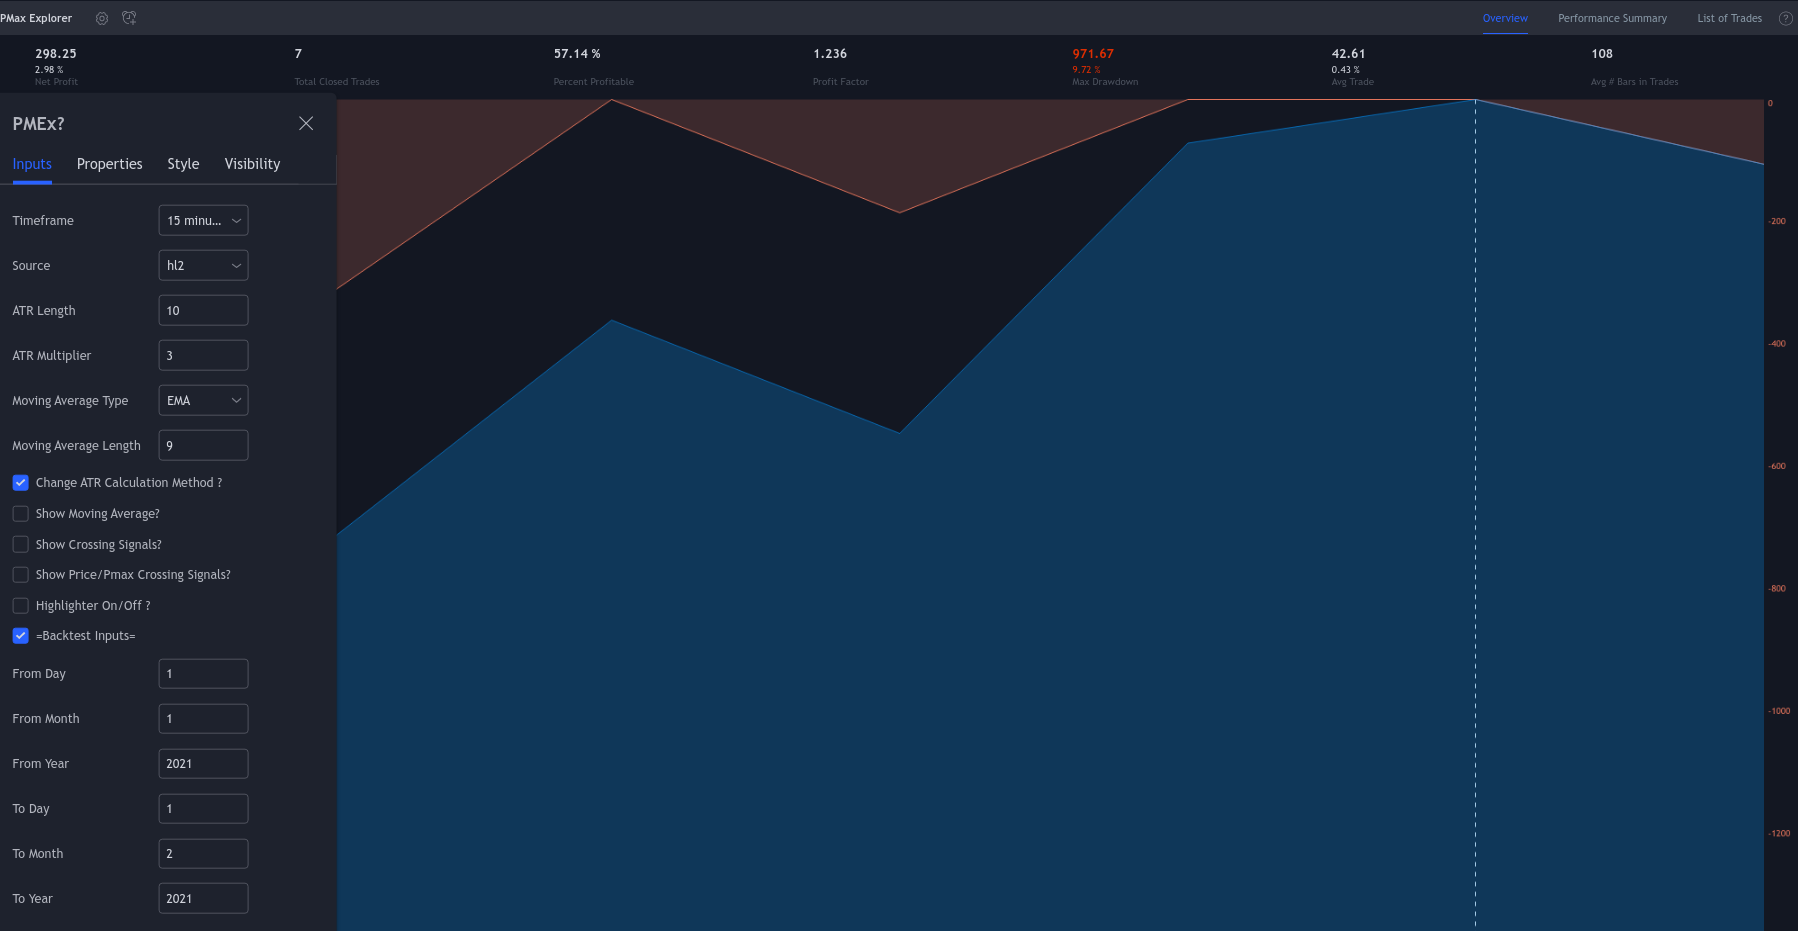 PMax Explorer
Overview Performance Summary List of Trades ?
298.25 7 57.14 % 1.236 971.67 42.61 108
2.98 % 9.72 % 0.43 %
Net Profit Total Closed Trades Percent Profitable Profit Factor Max Drawdown Avg Trade Avg # Bars in Trades
PMEx?
Inputs Properties Style Visibility
Timeframe 15 minu...
Source hl2
ATR Length 10
ATR Multiplier 3
Moving Average Type EMA
Moving Average Length 9
Change ATR Calculation Method ?
Show Moving Average?
Show Crossing Signals?
Show Price/Pmax Crossing Signals?
Highlighter On/Off ?
=Backtest Inputs=
From Day 1
From Month 1
From Year 2021
To Day 1
To Month 2
To Year 2021
0
-200
-400
-600
-800
-1000
-1200